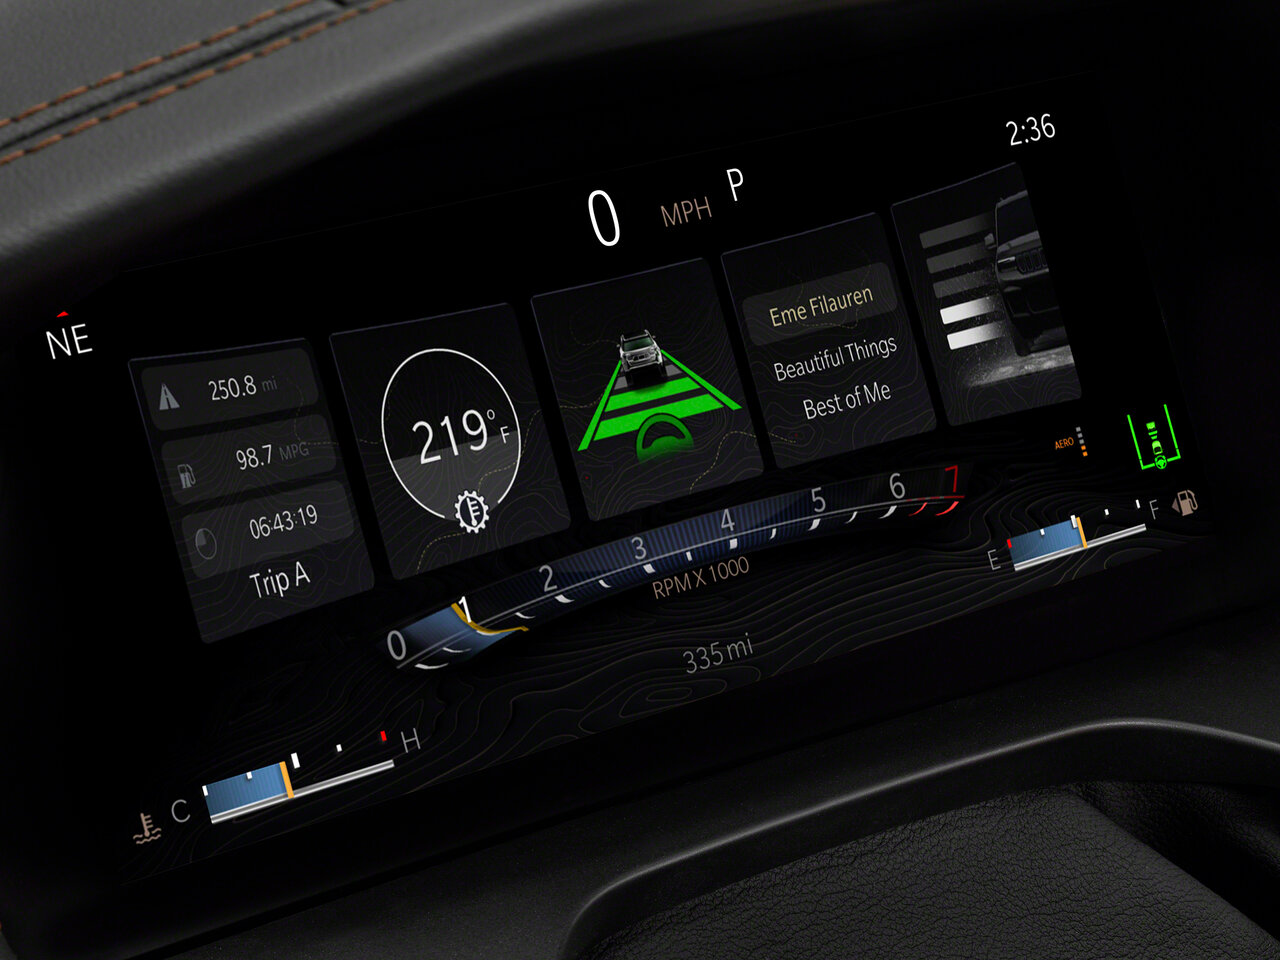 2:36
0 MPH P
NE
250.8 mi
98.7 MPG
06:43:19
Trip A
219° F
Eme Filauren
Beautiful Things
Best of Me
AERO
0 1 2 3 4 5 6 7
RPM X 1000
E F
335 mi
C H